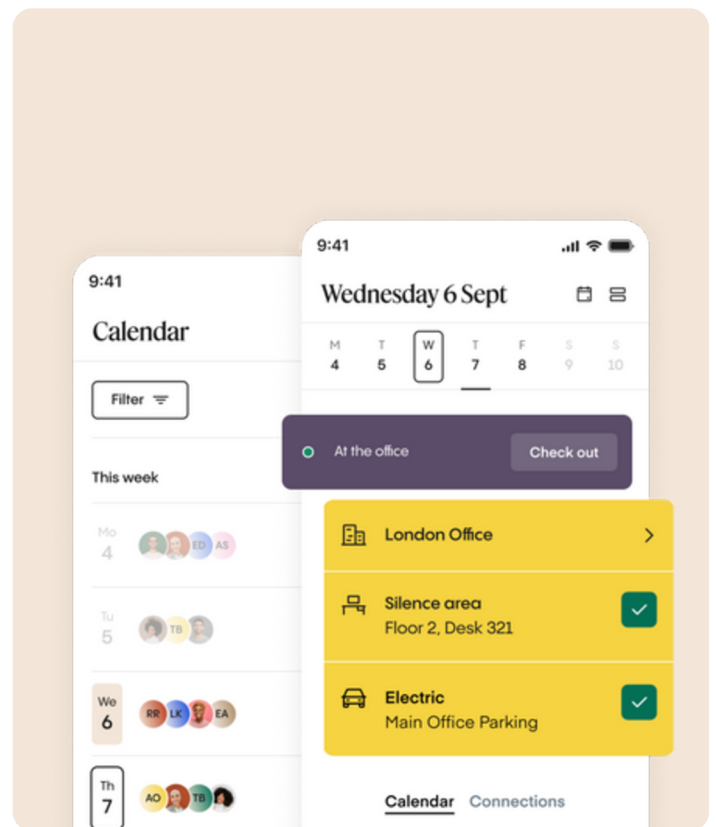 9:41
Calendar
Filter
This week
Mo
4
ED AS
Tu
5
TB
We
6
RR LK EA
Th
7
AO TB
9:41
Wednesday 6 Sept
M T W T F S S
4 5 6 7 8 9 10
At the office
Check out
London Office
Silence area
Floor 2, Desk 321
Electric
Main Office Parking
Calendar Connections